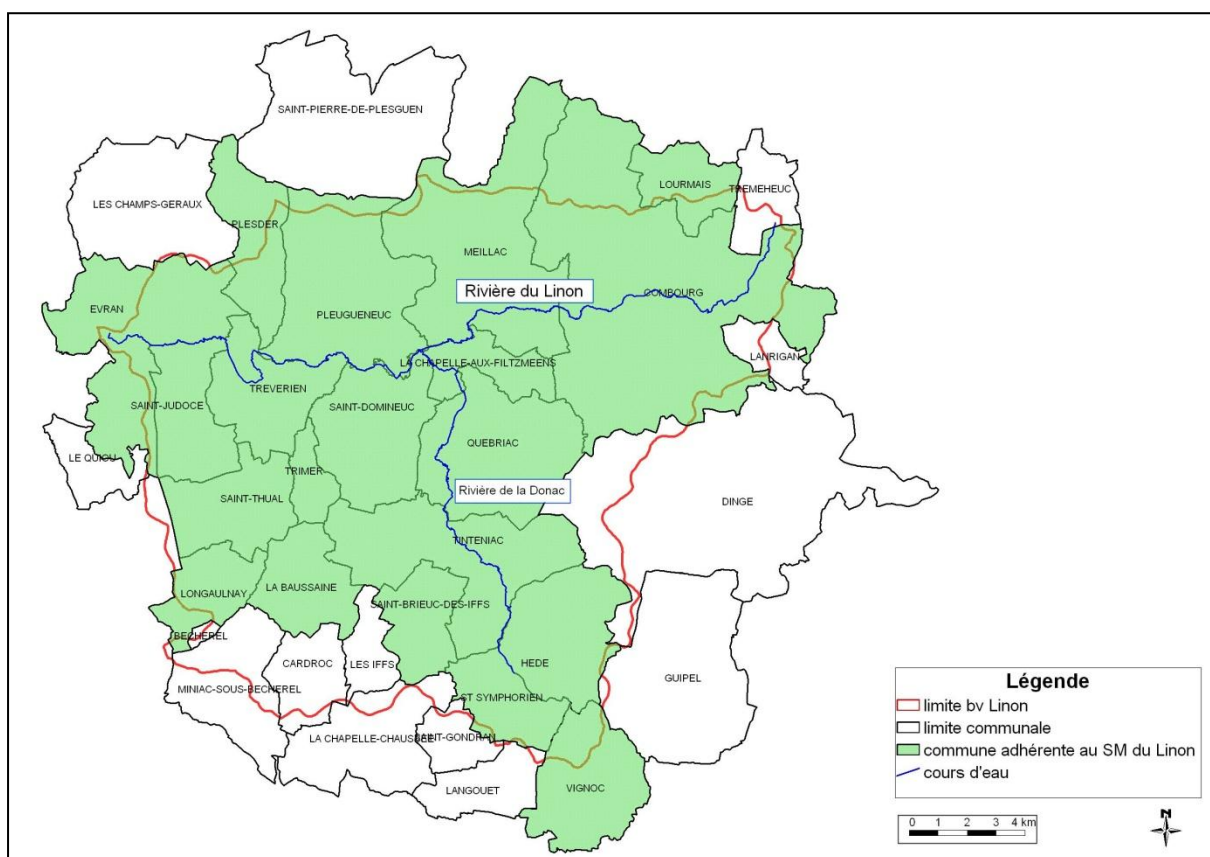 SAINT-PIERRE-DE-PLESGUEN
LOURMAIS
TREMEHEUC
LES CHAMPS-GERAUX
PLESDER
MEILLAC
Rivière du Linon
COMBOURG
EVRAN
PLEUGUENEUC
LANRIGAN
LA CHAPELLE-AUX-FILTZMEENS
TREVERIEN
SAINT-JUDOCE
SAINT-DOMINEUC
QUEBRIAC
LE QUIOU
TRIMER
SAINT-THUAL
Rivière de la Donac
DINGE
TINTENIAC
LA BAUSSAINE
LONGAULNAY
SAINT-BRIEUC-DES-IFFS
BECHEREL
CARDROC
LES IFFS
HEDE
GUIPEL
MINIAC-SOUS-BECHEREL
ST SYMPHORIEN
LA CHAPELLE-CHAUSSEE
SAINT-GONDRAN
VIGNOC
LANGOUET
Légende
limite bv Linon
limite communale
commune adhérente au SM du Linon
cours d'eau
0 1 2 3 4 km
N